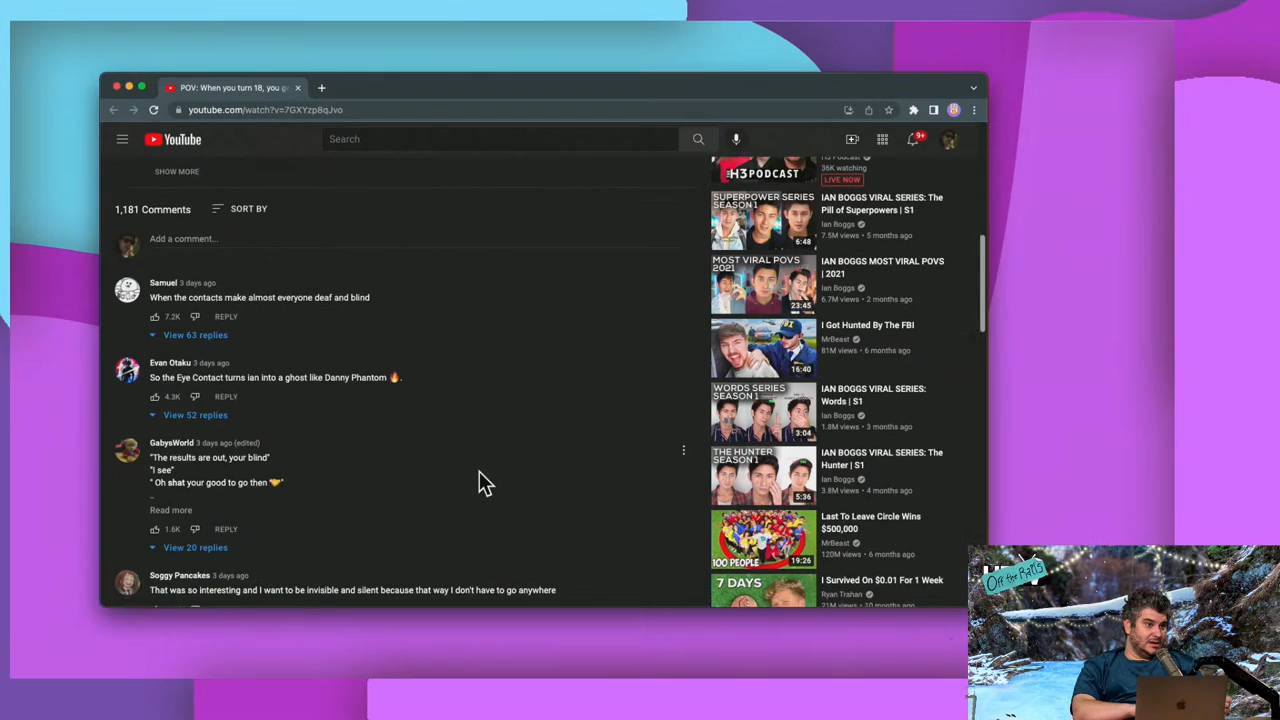 POV: When you turn 18, you g
youtube.com/watch?v=7GXYzp8qJvo
YouTube
Search
9+
SHOW MORE
1,181 Comments
SORT BY
Add a comment...
Samuel 3 days ago
When the contacts make almost everyone deaf and blind
7.2K REPLY
View 63 replies
Evan Otaku 3 days ago
So the Eye Contact turns ian into a ghost like Danny Phantom 🔥.
4.3K REPLY
View 52 replies
GabysWorld 3 days ago (edited)
"The results are out, your blind"
"I see"
" Oh shat your good to go then 🤝"
Read more
1.6K REPLY
View 20 replies
Soggy Pancakes 3 days ago
That was so interesting and I want to be invisible and silent because that way I don't have to go anywhere
H3 Podcast
36K watching
LIVE NOW
H3PODCAST
SUPERPOWER SERIES
SEASON 1
6:48
IAN BOGGS VIRAL SERIES: The
Pill of Superpowers | S1
Ian Boggs
7.5M views • 5 months ago
MOST VIRAL POVS
2021
23:45
IAN BOGGS MOST VIRAL POVS
| 2021
Ian Boggs
6.7M views • 2 months ago
FBI
16:40
I Got Hunted By The FBI
MrBeast
81M views • 6 months ago
WORDS SERIES
SEASON 1
3:04
IAN BOGGS VIRAL SERIES:
Words | S1
Ian Boggs
1.8M views • 3 months ago
THE HUNTER
SEASON 1
5:36
IAN BOGGS VIRAL SERIES: The
Hunter | S1
Ian Boggs
3.8M views • 4 months ago
100 PEOPLE
19:26
Last To Leave Circle Wins
$500,000
MrBeast
120M views • 6 months ago
7 DAYS
I Survived On $0.01 For 1 Week
Ryan Trahan
21M views • 10 months ago
Off the Rails